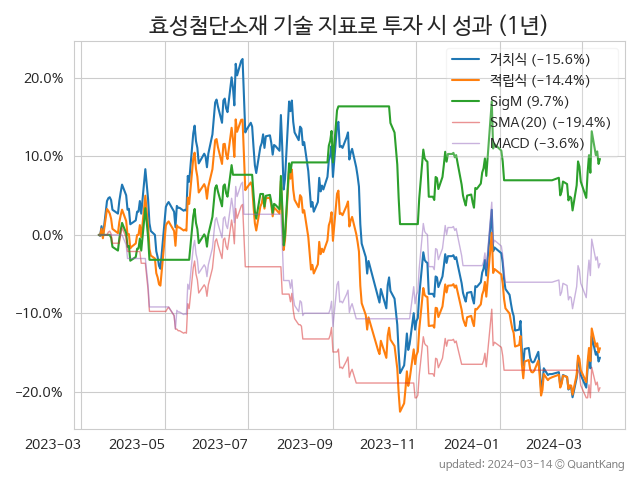 효성첨단소재 기술 지표로 투자 시 성과 (1년)
거치식 (−15.6%)
적립식 (−14.4%)
SigM (9.7%)
SMA(20) (−19.4%)
MACD (−3.6%)
20.0%
10.0%
0.0%
−10.0%
−20.0%
2023-03 2023-05 2023-07 2023-09 2023-11 2024-01 2024-03
updated: 2024-03-14 © QuantKang